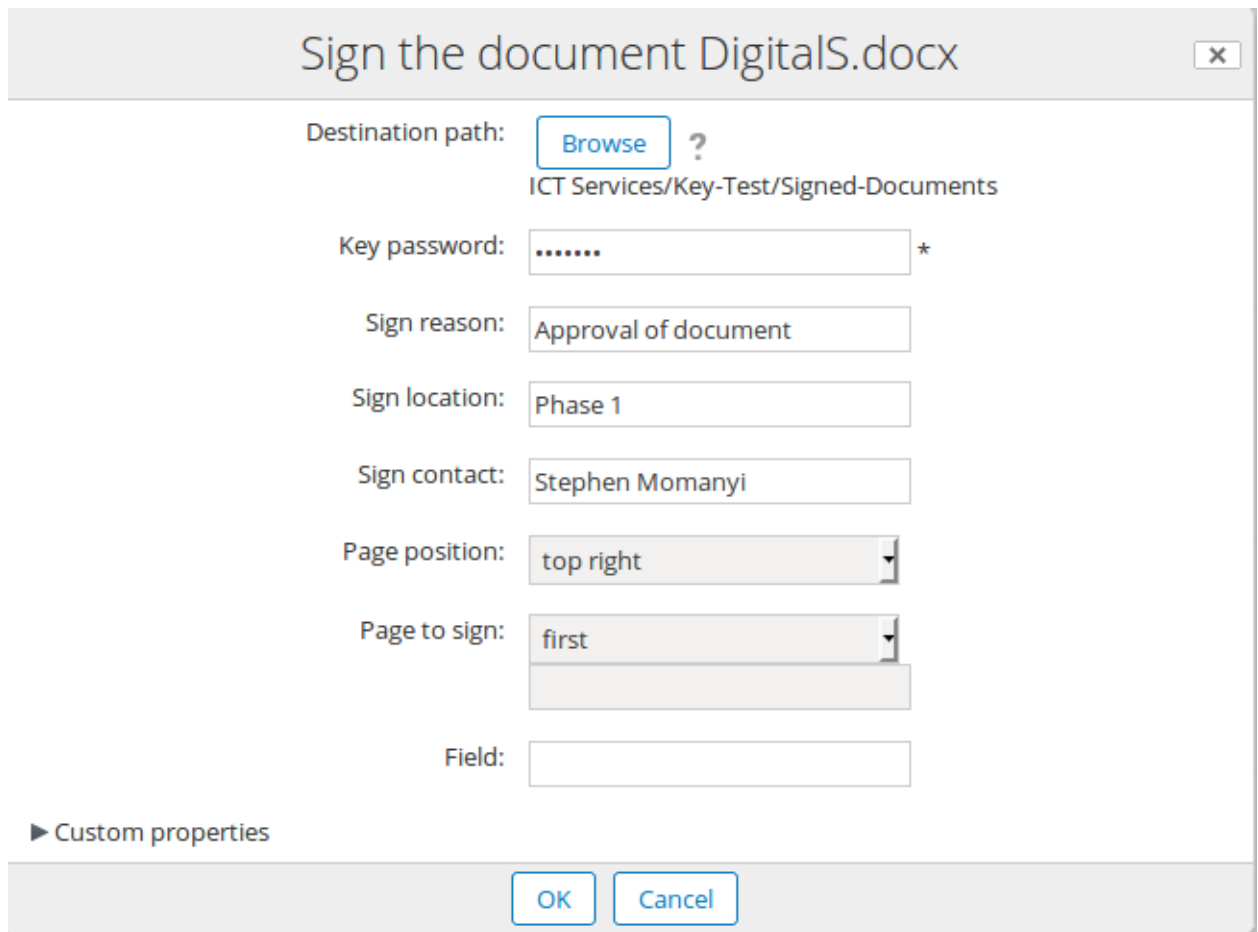 Sign the document DigitalS.docx
Destination path: Browse ?
ICT Services/Key-Test/Signed-Documents
Key password: ••••••• *
Sign reason: Approval of document
Sign location: Phase 1
Sign contact: Stephen Momanyi
Page position: top right
Page to sign: first
Field:
Custom properties
OK Cancel